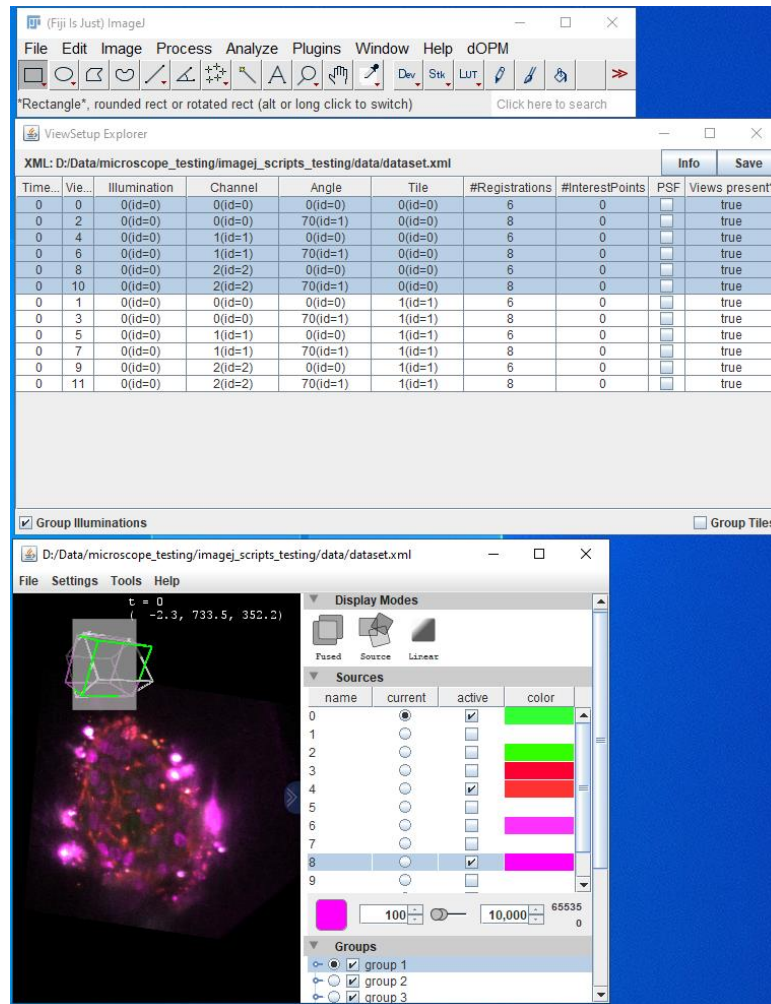 (Fiji Is Just) ImageJ
File Edit Image Process Analyze Plugins Window Help dOPM
A Dev Stk LUT >>
*Rectangle*, rounded rect or rotated rect (alt or long click to switch) Click here to search
ViewSetup Explorer
XML: D:/Data/microscope_testing/imagej_scripts_testing/data/dataset.xml Info Save
Time... Vie... Illumination Channel Angle Tile #Registrations #InterestPoints PSF Views present
0 0 0(id=0) 0(id=0) 0(id=0) 0(id=0) 6 0 true
0 2 0(id=0) 0(id=0) 70(id=1) 0(id=0) 8 0 true
0 4 0(id=0) 1(id=1) 0(id=0) 0(id=0) 6 0 true
0 6 0(id=0) 1(id=1) 70(id=1) 0(id=0) 8 0 true
0 8 0(id=0) 2(id=2) 0(id=0) 0(id=0) 6 0 true
0 10 0(id=0) 2(id=2) 70(id=1) 0(id=0) 8 0 true
0 1 0(id=0) 0(id=0) 0(id=0) 1(id=1) 6 0 true
0 3 0(id=0) 0(id=0) 70(id=1) 1(id=1) 8 0 true
0 5 0(id=0) 1(id=1) 0(id=0) 1(id=1) 6 0 true
0 7 0(id=0) 1(id=1) 70(id=1) 1(id=1) 8 0 true
0 9 0(id=0) 2(id=2) 0(id=0) 1(id=1) 6 0 true
0 11 0(id=0) 2(id=2) 70(id=1) 1(id=1) 8 0 true
Group Illuminations Group Tiles
D:/Data/microscope_testing/imagej_scripts_testing/data/dataset.xml
File Settings Tools Help
t = 0
( -2.3, 733.5, 352.2)
Display Modes
Fused Source Linear
Sources
name current active color
0
1
2
3
4
5
6
7
8
9
100 10,000 65535
0
Groups
group 1
group 2
group 3